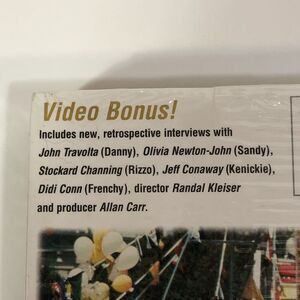 Video Bonus!
Includes new, retrospective interviews with
John Travolta (Danny), Olivia Newton-John (Sandy),
Stockard Channing (Rizzo), Jeff Conaway (Kenickie),
Didi Conn (Frenchy), director Randal Kleiser
and producer Allan Carr.